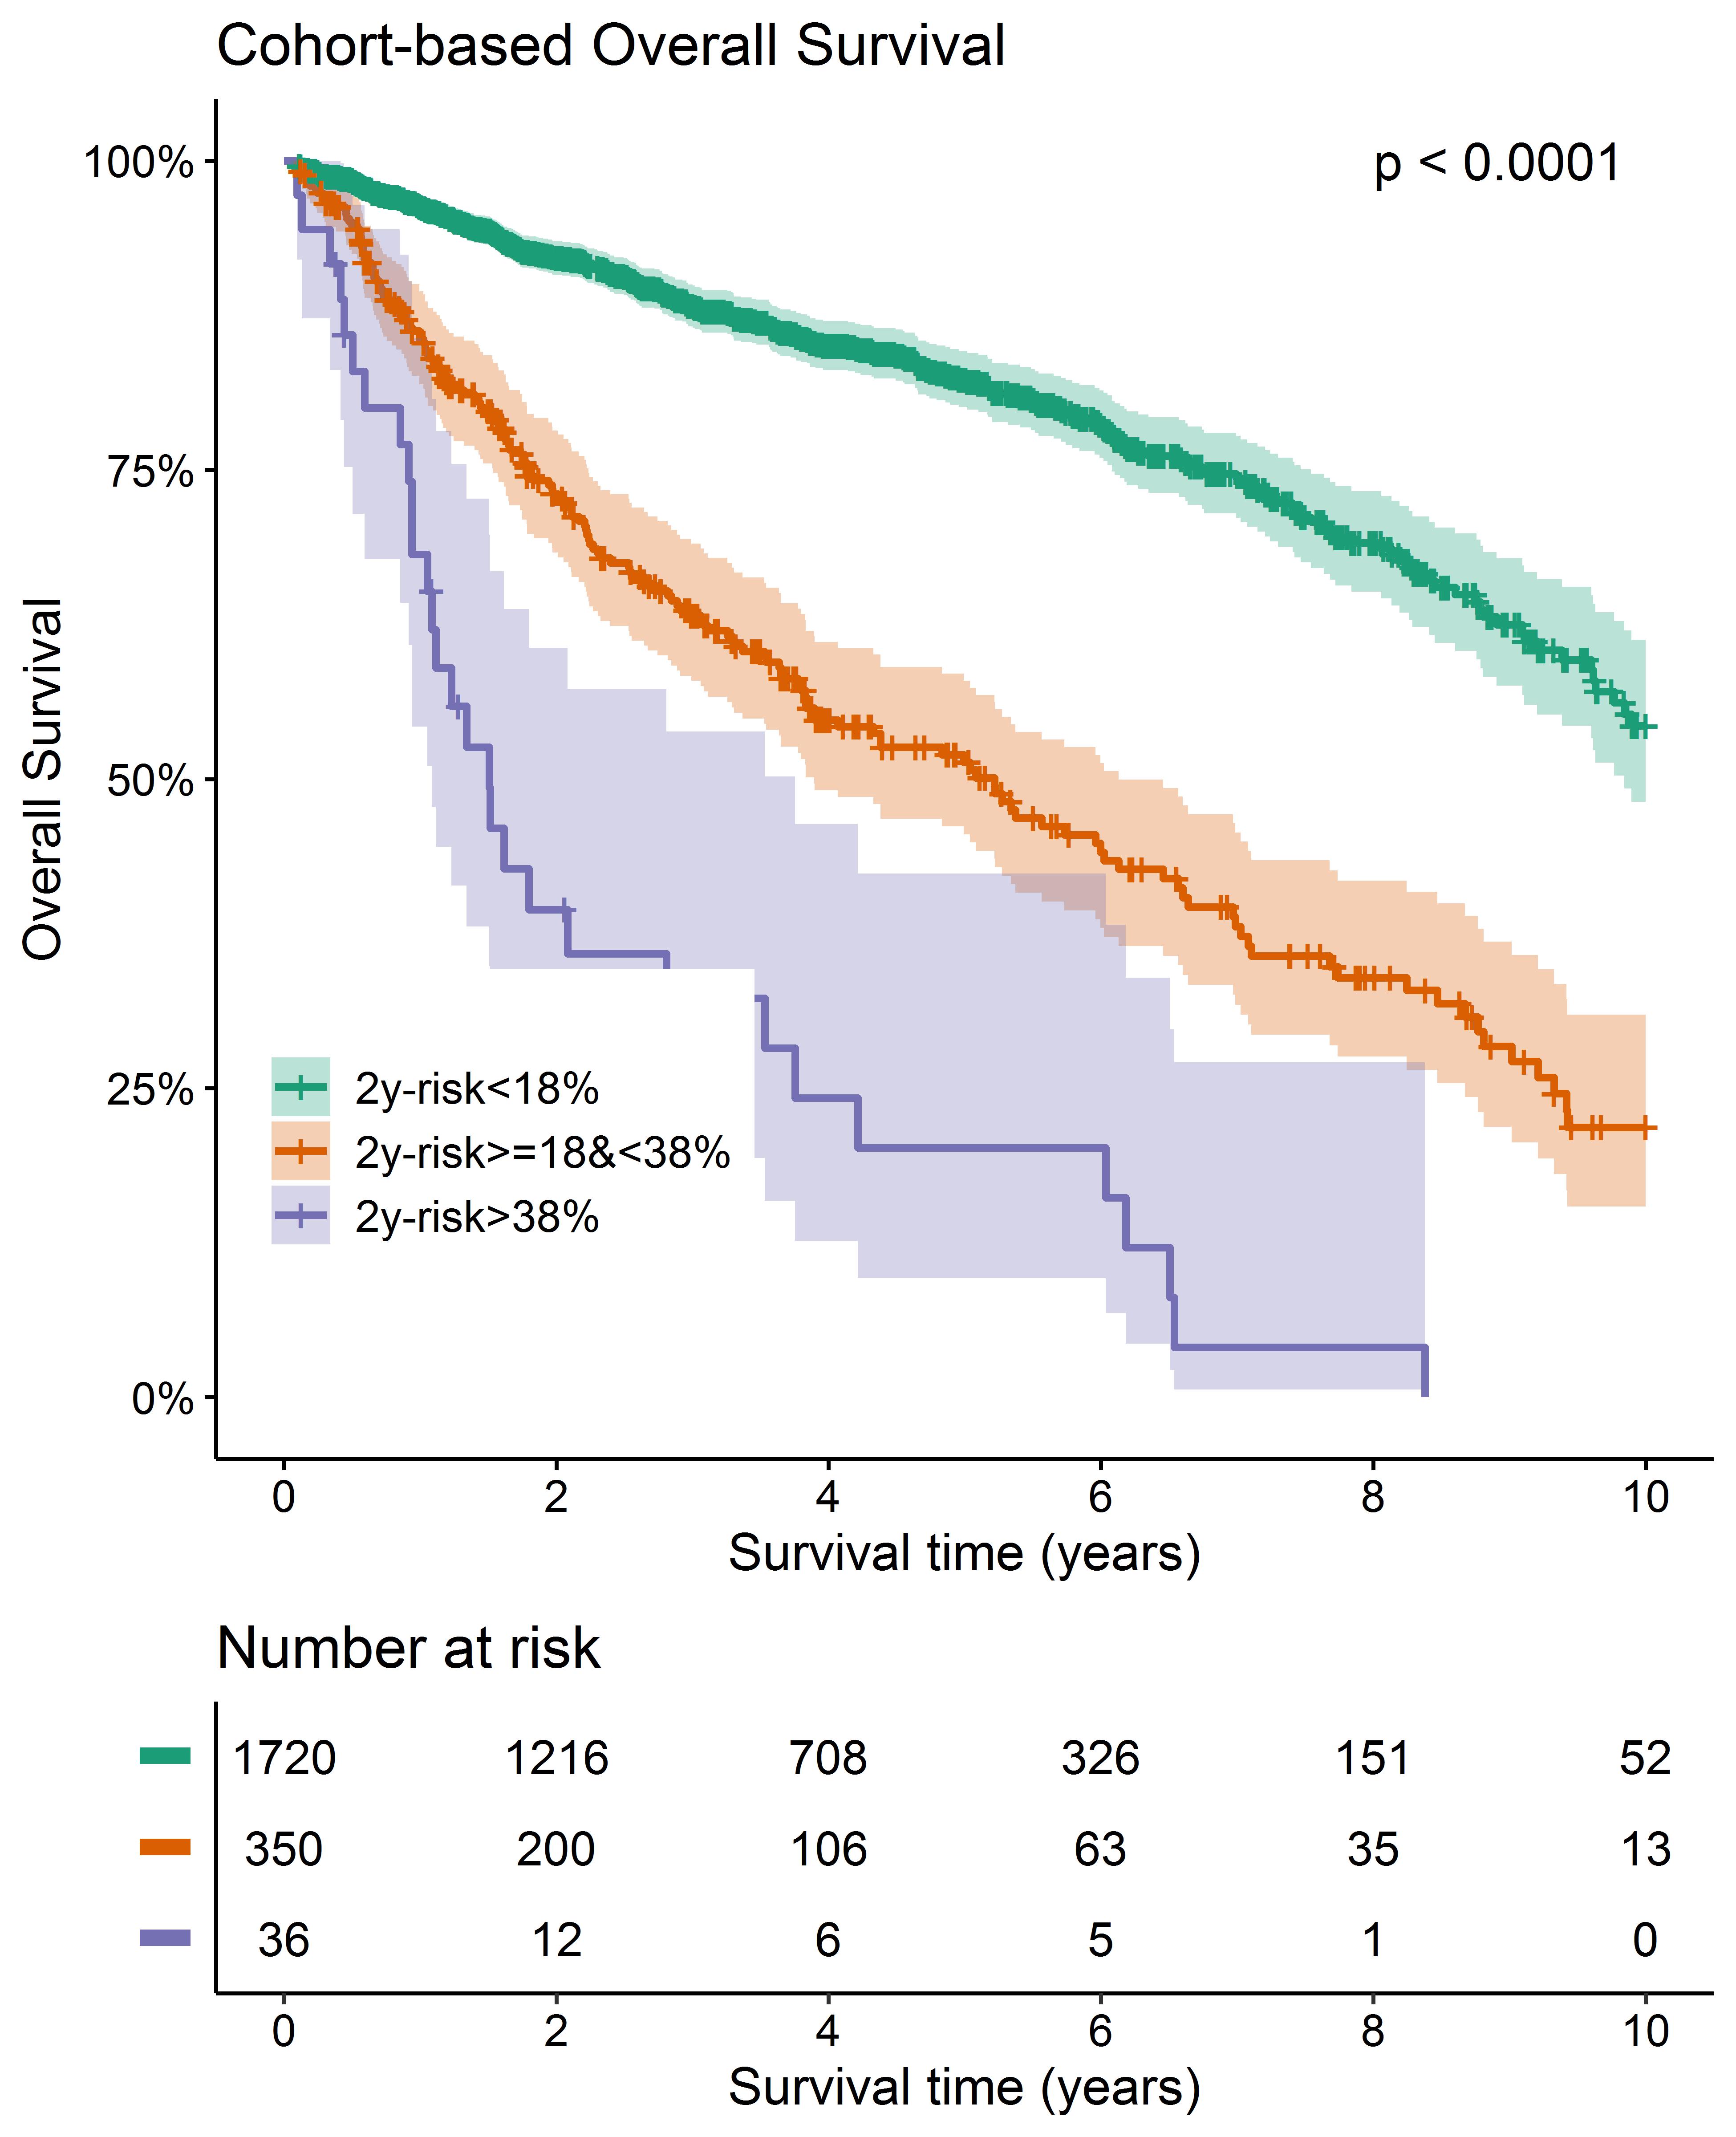 Cohort-based Overall Survival
p < 0.0001
100%
75%
50%
25%
0%
Overall Survival
2y-risk<18%
2y-risk>=18&<38%
2y-risk>38%
0 2 4 6 8 10
Survival time (years)
Number at risk
1720 1216 708 326 151 52
350 200 106 63 35 13
36 12 6 5 1 0
0 2 4 6 8 10
Survival time (years)